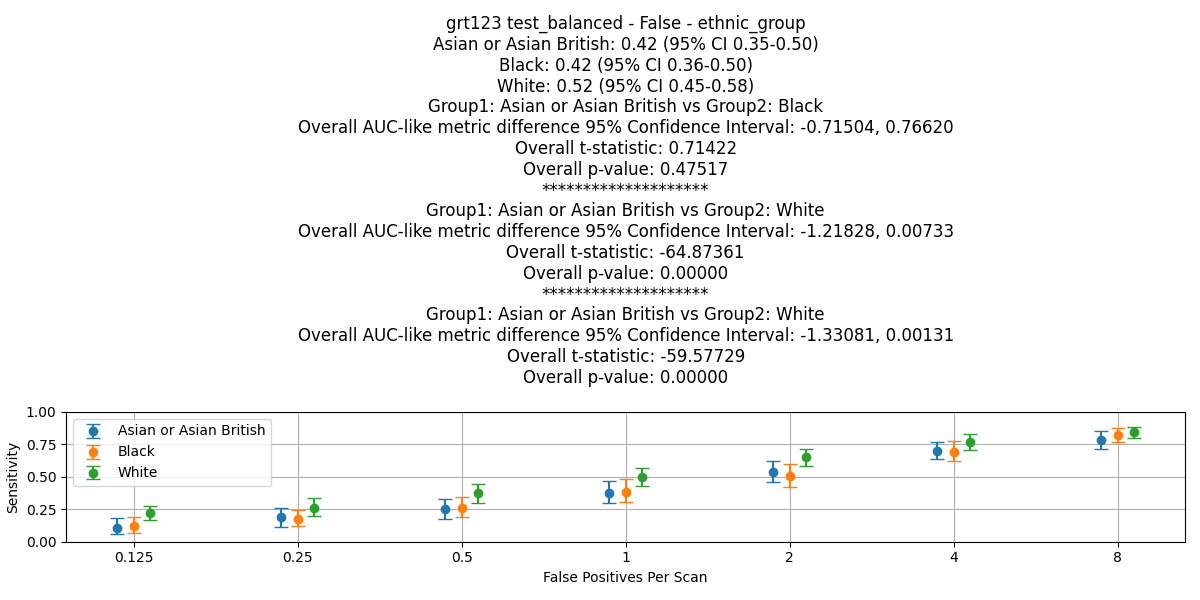 grt123 test_balanced - False - ethnic_group
Asian or Asian British: 0.42 (95% CI 0.35-0.50)
Black: 0.42 (95% CI 0.36-0.50)
White: 0.52 (95% CI 0.45-0.58)
Group1: Asian or Asian British vs Group2: Black
Overall AUC-like metric difference 95% Confidence Interval: -0.71504, 0.76620
Overall t-statistic: 0.71422
Overall p-value: 0.47517
********************
Group1: Asian or Asian British vs Group2: White
Overall AUC-like metric difference 95% Confidence Interval: -1.21828, 0.00733
Overall t-statistic: -64.87361
Overall p-value: 0.00000
********************
Group1: Asian or Asian British vs Group2: White
Overall AUC-like metric difference 95% Confidence Interval: -1.33081, 0.00131
Overall t-statistic: -59.57729
Overall p-value: 0.00000
Sensitivity
1.00
0.75
0.50
0.25
0.00
Asian or Asian British
Black
White
0.125 0.25 0.5 1 2 4 8
False Positives Per Scan